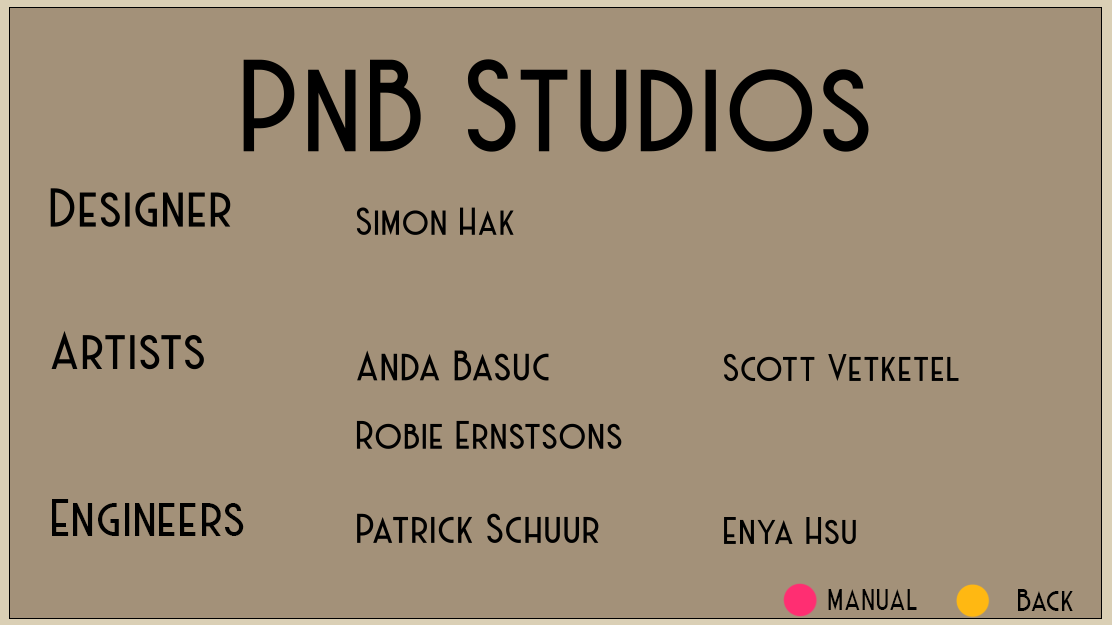 PnB Studios
Designer
Simon Hak
Artists
Anda Basuc
Scott Vetketel
Robie Ernstsons
Engineers
Patrick Schuur
Enya Hsu
MANUAL
Back